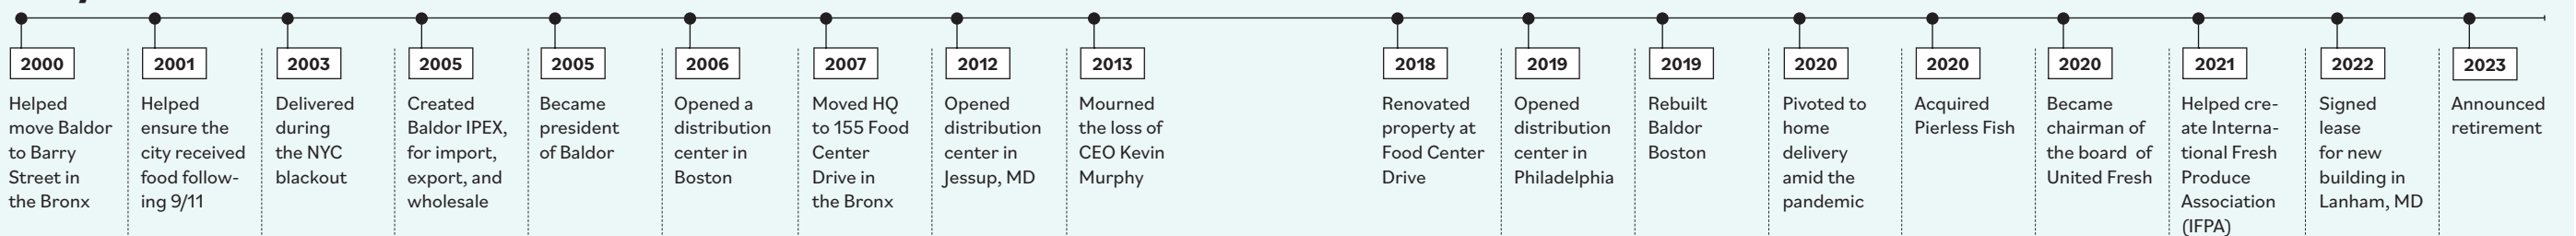 2000
Helped
move Baldor
to Barry
Street in
the Bronx
2001
Helped
ensure the
city received
food follow-
ing 9/11
2003
Delivered
during
the NYC
blackout
2005
Created
Baldor IPEX,
for import,
export, and
wholesale
2005
Became
president
of Baldor
2006
Opened a
distribution
center in
Boston
2007
Moved HQ
to 155 Food
Center
Drive in
the Bronx
2012
Opened
distribution
center in
Jessup, MD
2013
Mourned
the loss of
CEO Kevin
Murphy
2018
Renovated
property at
Food Center
Drive
2019
Opened
distribution
center in
Philadelphia
2019
Rebuilt
Baldor
Boston
2020
Pivoted to
home
delivery
amid the
pandemic
2020
Acquired
Pierless Fish
2020
Became
chairman of
the board of
United Fresh
2021
Helped cre-
ate Interna-
tional Fresh
Produce
Association
(IFPA)
2022
Signed
lease
for new
building in
Lanham, MD
2023
Announced
retirement